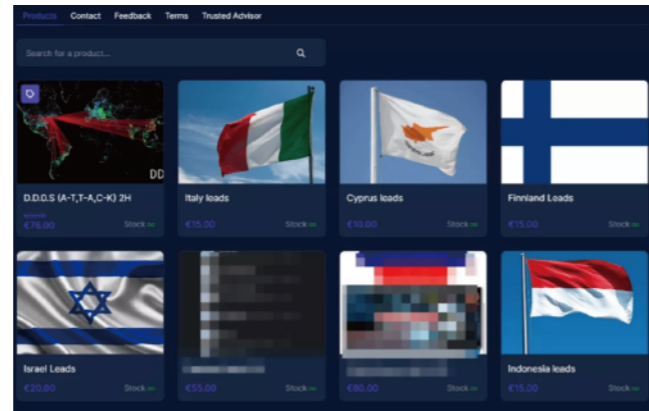 Products Contact Feedback Terms Trusted Advisor
Search for a product...
DD
D.D.O.S (A-T,T-A,C-K) 2H
€76.00 Stock ∞
Italy leads
€15.00 Stock ∞
Cyprus leads
€10.00 Stock ∞
Finnland Leads
€15.00 Stock ∞
Israel Leads
€20.00 Stock ∞
€55.00 Stock ∞
€80.00 Stock ∞
Indonesia leads
€15.00 Stock ∞